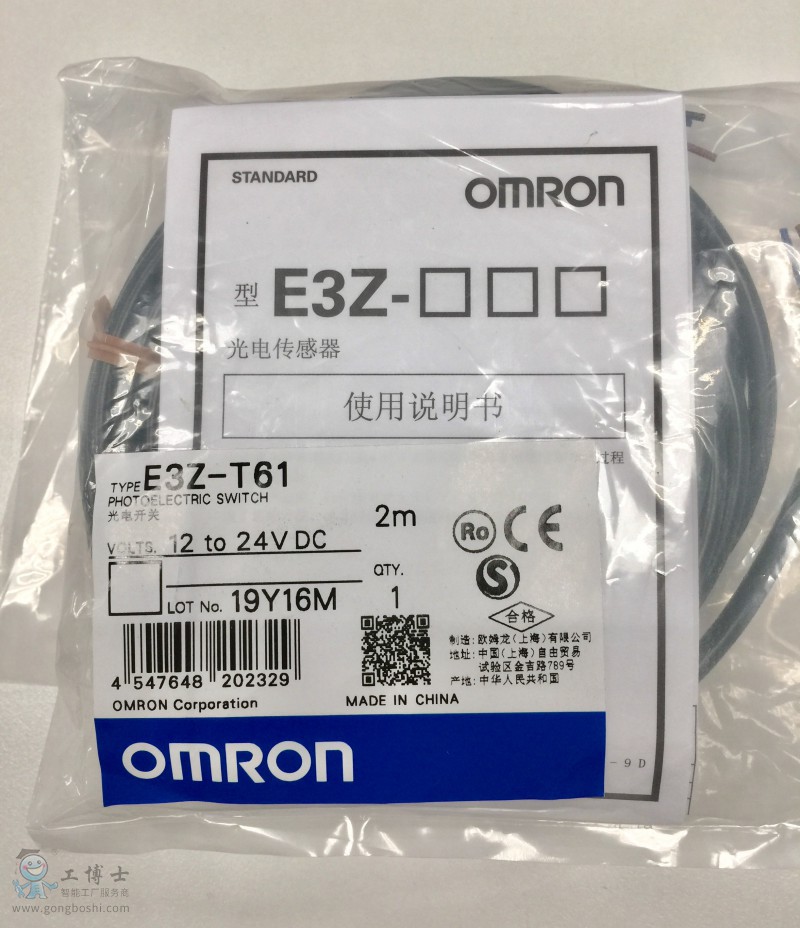 STANDARD
OMRON
型 E3Z-□□□
光电传感器
使用说明书
过程
TYPE E3Z-T61
PHOTOELECTRIC SWITCH
光电开关
2m
VOLTS. 12 to 24V DC
QTY.
LOT No. 19Y16M 1
Ro CE
S
合格
制造: 欧姆龙(上海)有限公司
地址: 中国(上海)自由贸易
试验区金吉路789号
产地: 中华人民共和国
4 547648 202329
OMRON Corporation MADE IN CHINA
OMRON
- 9 D
工博士
智能工厂服务商
www.gongboshi.com